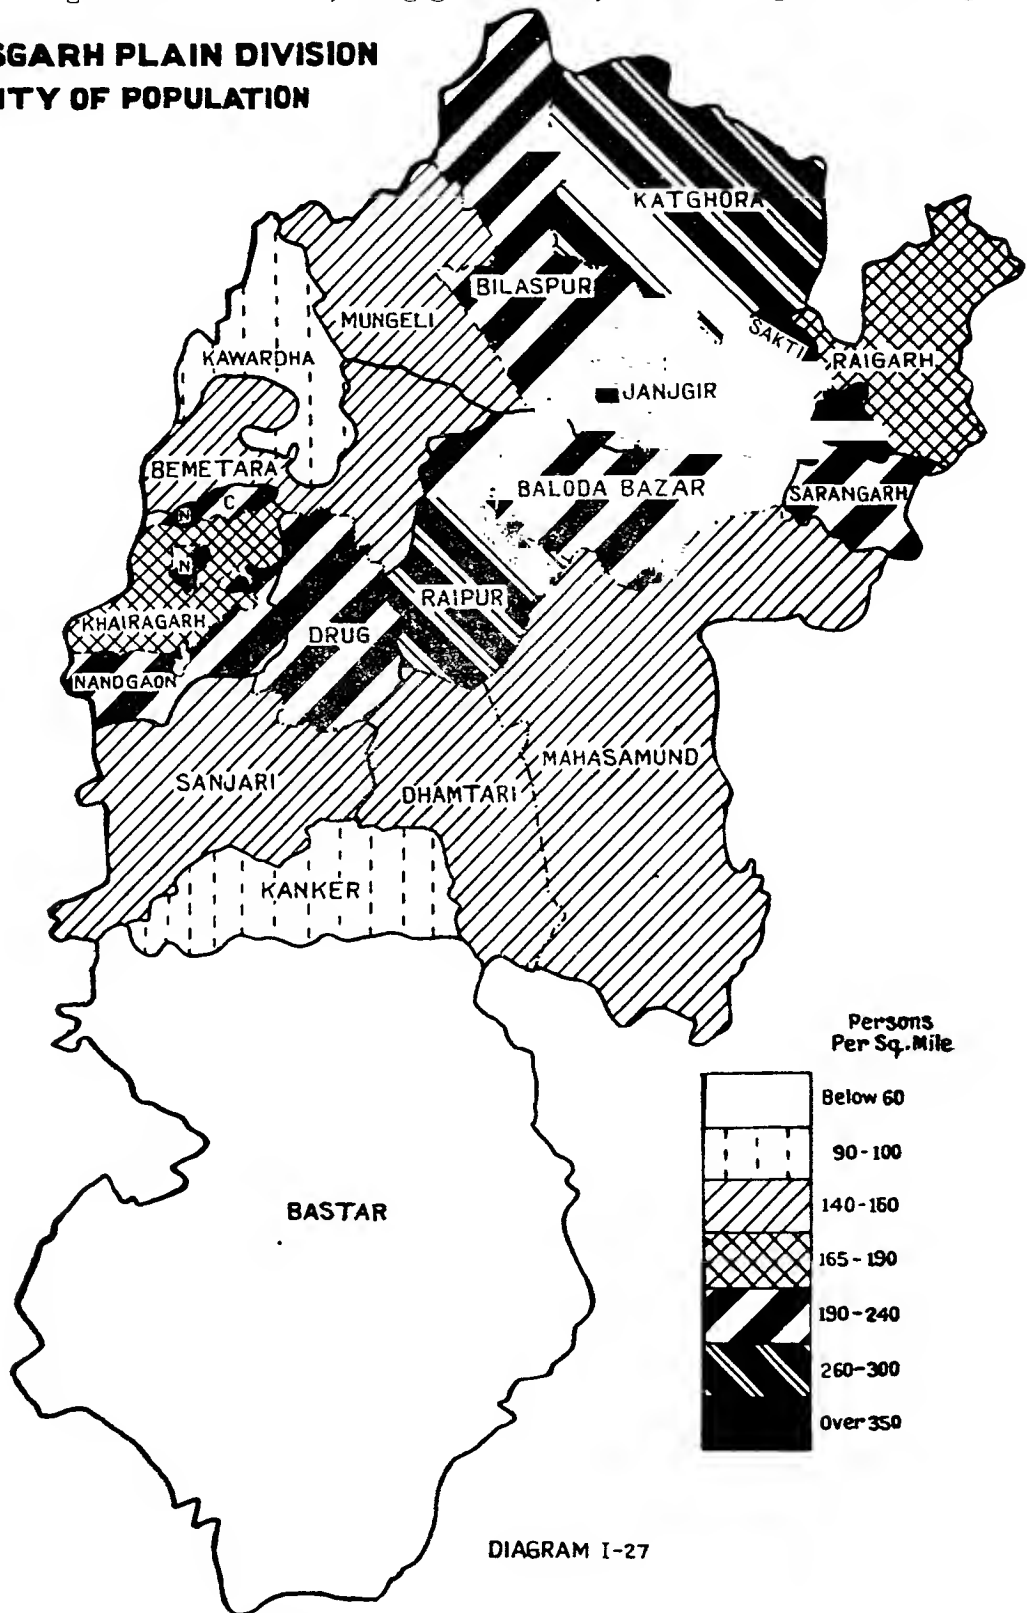 SGARH PLAIN DIVISION
ITY OF POPULATION
KATGHORA
BILASPUR
MUNGELI
SAKTI
KAWARDHA
RAIGARH
JANJGIR
BEMETARA
BALODA BAZAR
SARANGARH
C
N
N
RAIPUR
KHAIRAGARH
DRUG
NANDGAON
MAHASAMUND
SANJARI
DHAMTARI
KANKER
BASTAR
Persons
Per Sq.Mile
Below 60
90-100
140-160
165-190
190-240
260-300
Over 350
DIAGRAM I-27